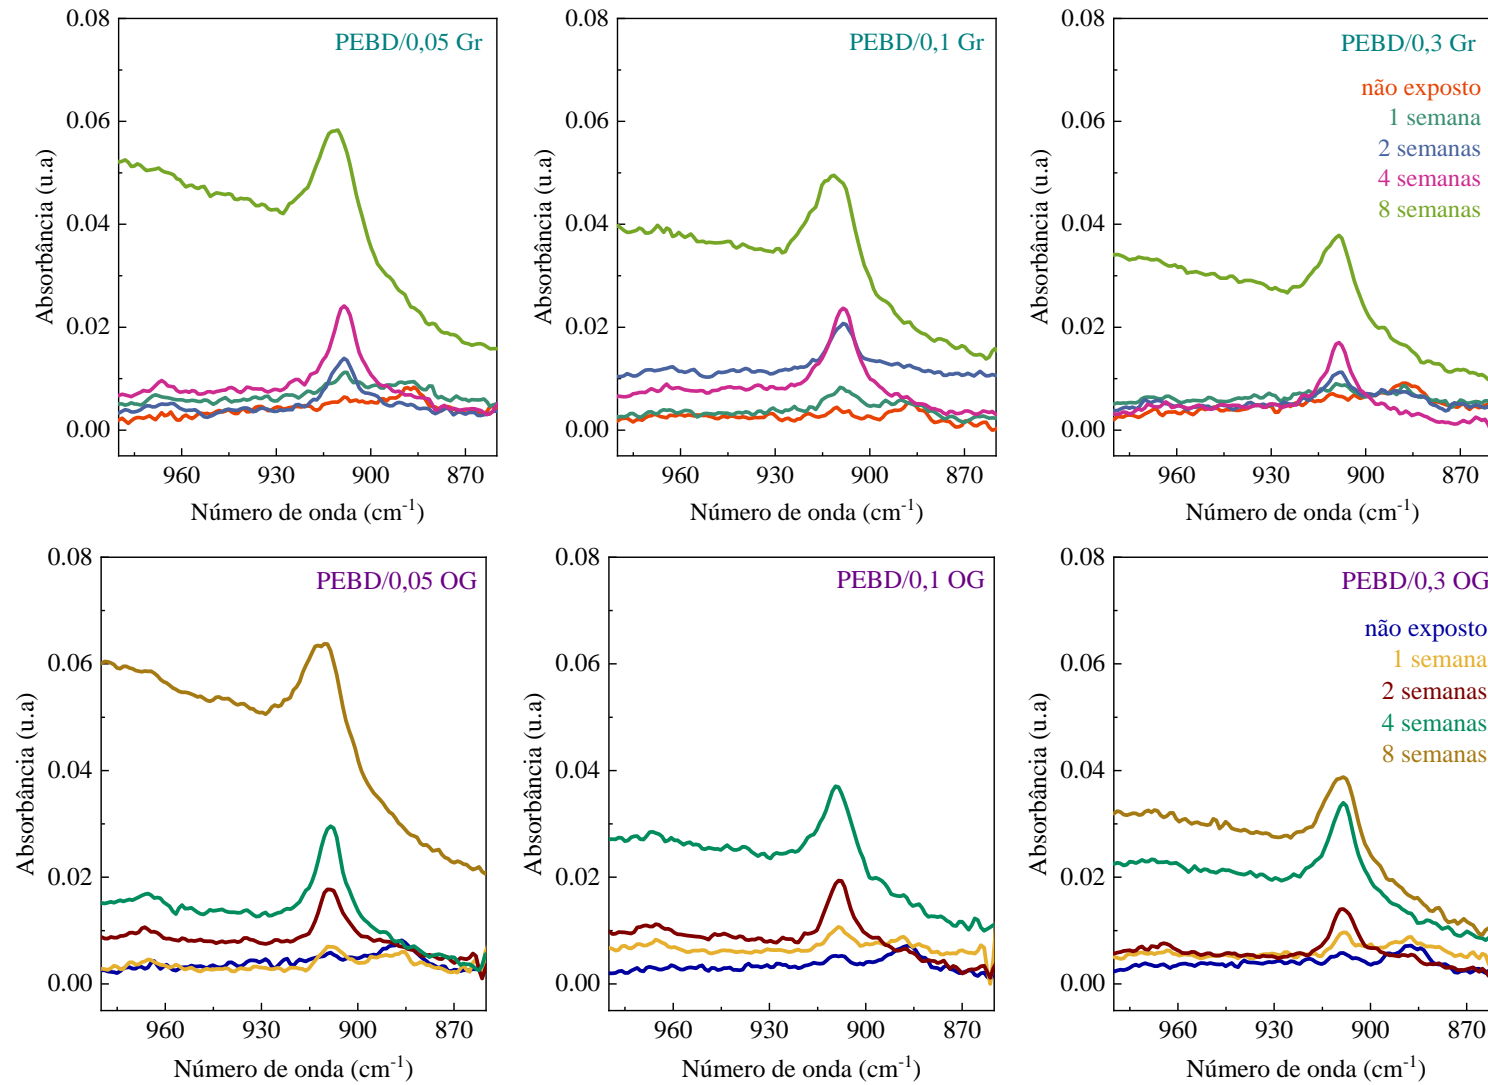 PEBD/0,05 Gr
0.08
0.06
0.04
0.02
0.00
960 930 900 870
Absorbância (u.a)
Número de onda (cm-1)
PEBD/0,1 Gr
0.08
0.06
0.04
0.02
0.00
960 930 900 870
Absorbância (u.a)
Número de onda (cm-1)
PEBD/0,3 Gr
não exposto
1 semana
2 semanas
4 semanas
8 semanas
0.08
0.06
0.04
0.02
0.00
960 930 900 870
Absorbância (u.a)
Número de onda (cm-1)
PEBD/0,05 OG
0.08
0.06
0.04
0.02
0.00
960 930 900 870
Absorbância (u.a)
Número de onda (cm-1)
PEBD/0,1 OG
0.08
0.06
0.04
0.02
0.00
960 930 900 870
Absorbância (u.a)
Número de onda (cm-1)
PEBD/0,3 OG
não exposto
1 semana
2 semanas
4 semanas
8 semanas
0.08
0.06
0.04
0.02
0.00
960 930 900 870
Absorbância (u.a)
Número de onda (cm-1)